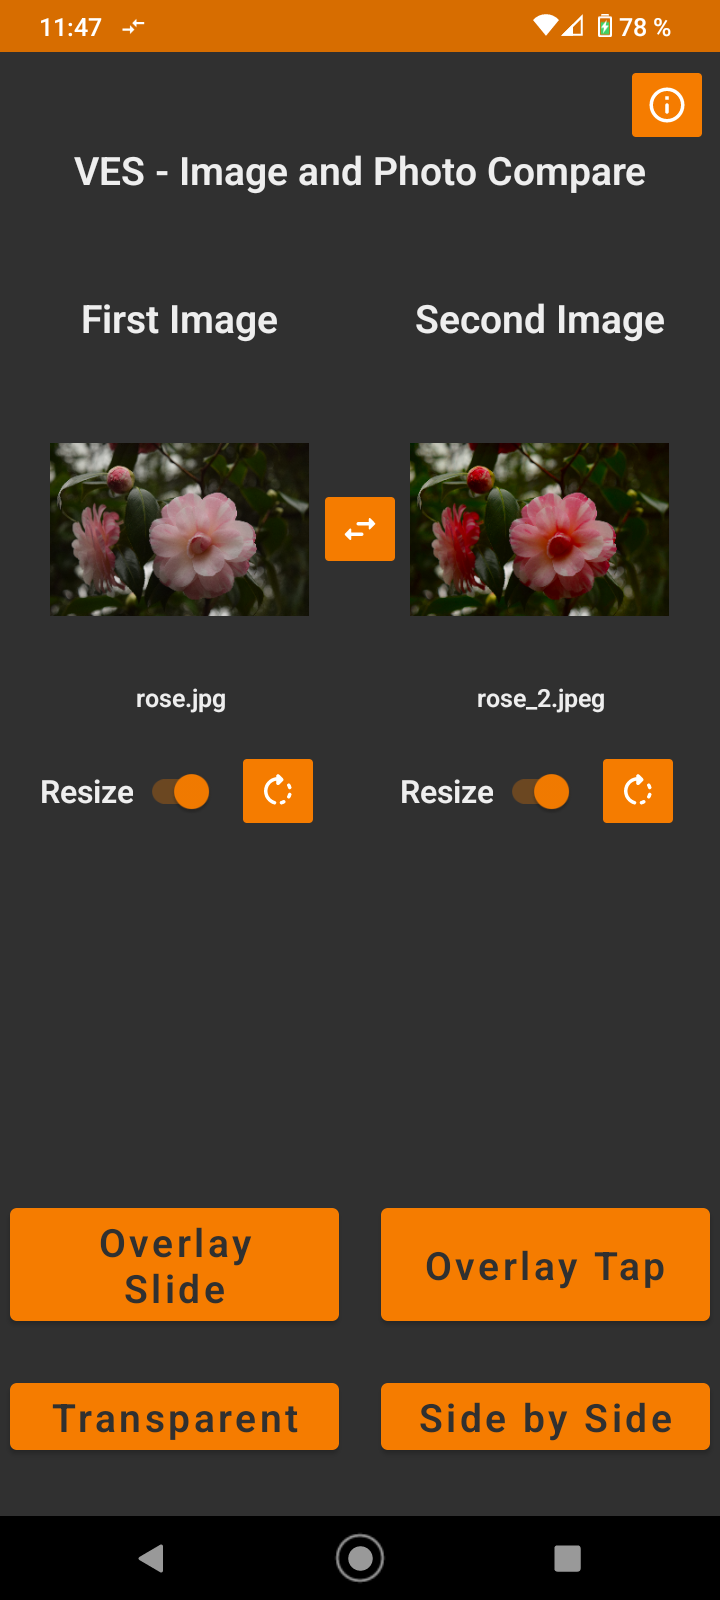 11:47 78 %
VES - Image and Photo Compare
First Image Second Image
rose.jpg rose_2.jpeg
Resize Resize
Overlay
Slide
Overlay Tap
Transparent Side by Side